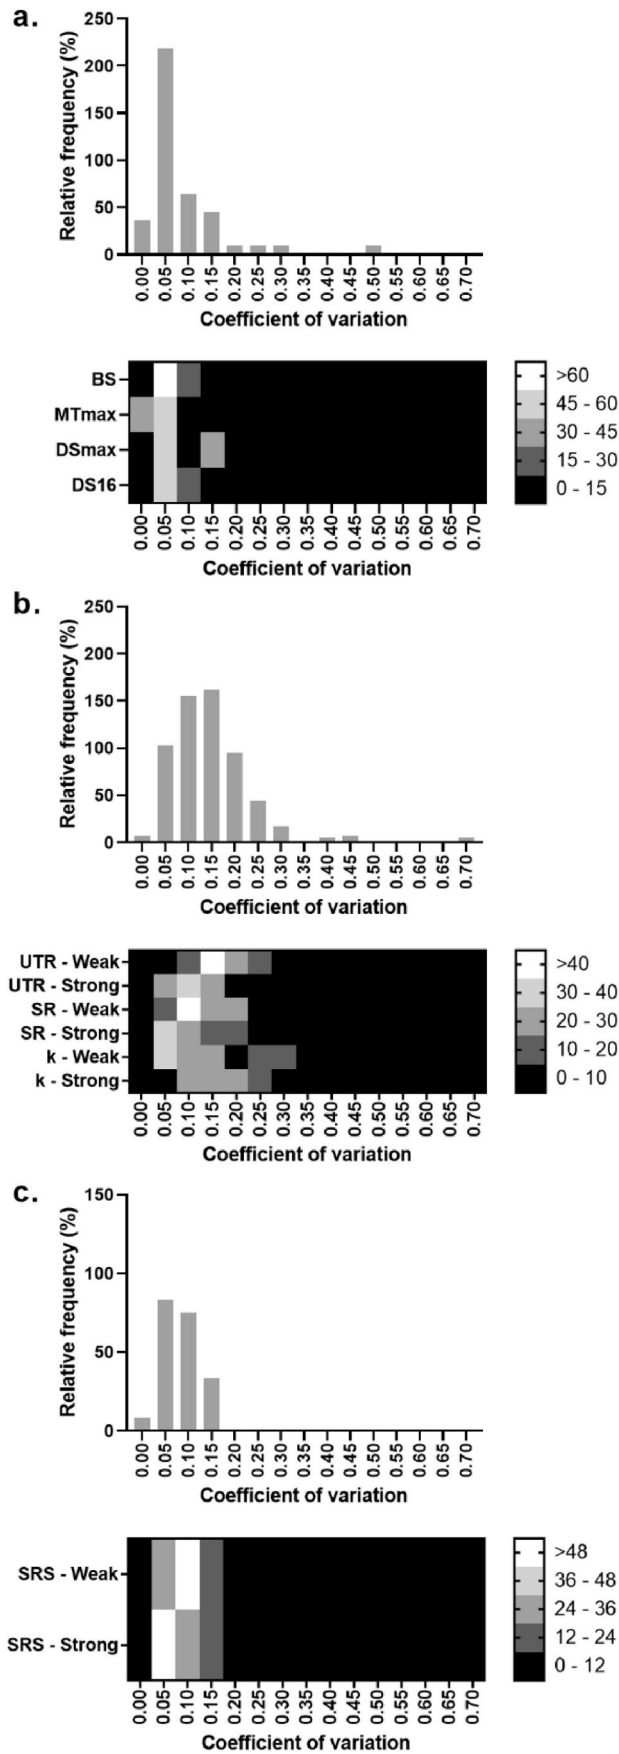 a.
Relative frequency (%)
250
200
150
100
50
0
0.00 0.05 0.10 0.15 0.20 0.25 0.30 0.35 0.40 0.45 0.50 0.55 0.60 0.65 0.70
Coefficient of variation
BS
MTmax
DSmax
DS16
>60
45 - 60
30 - 45
15 - 30
0 - 15
0.00 0.05 0.10 0.15 0.20 0.25 0.30 0.35 0.40 0.45 0.50 0.55 0.60 0.65 0.70
Coefficient of variation
b.
Relative frequency (%)
250
200
150
100
50
0
0.00 0.05 0.10 0.15 0.20 0.25 0.30 0.35 0.40 0.45 0.50 0.55 0.60 0.65 0.70
Coefficient of variation
UTR - Weak
UTR - Strong
SR - Weak
SR - Strong
k - Weak
k - Strong
>40
30 - 40
20 - 30
10 - 20
0 - 10
0.00 0.05 0.10 0.15 0.20 0.25 0.30 0.35 0.40 0.45 0.50 0.55 0.60 0.65 0.70
Coefficient of variation
c.
Relative frequency (%)
150
100
50
0
0.00 0.05 0.10 0.15 0.20 0.25 0.30 0.35 0.40 0.45 0.50 0.55 0.60 0.65 0.70
Coefficient of variation
SRS - Weak
SRS - Strong
>48
36 - 48
24 - 36
12 - 24
0 - 12
0.00 0.05 0.10 0.15 0.20 0.25 0.30 0.35 0.40 0.45 0.50 0.55 0.60 0.65 0.70
Coefficient of variation